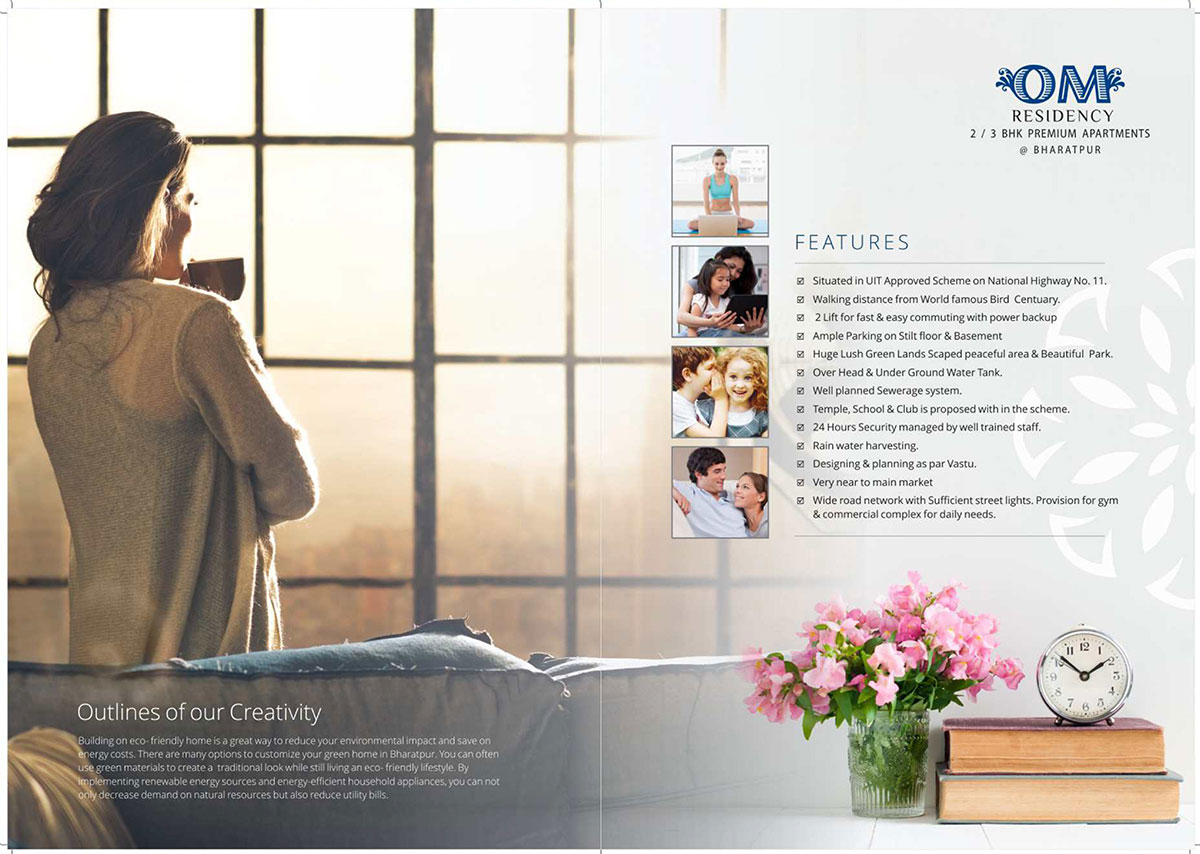 OM
RESIDENCY
2 / 3 BHK PREMIUM APARTMENTS
@ BHARATPUR
FEATURES
Situated in UIT Approved Scheme on National Highway No. 11.
Walking distance from World famous Bird Centuary.
2 Lift for fast & easy commuting with power backup
Ample Parking on Stilt floor & Basement
Huge Lush Green Lands Scaped peaceful area & Beautiful Park.
Over Head & Under Ground Water Tank.
Well planned Sewerage system.
Temple, School & Club is proposed with in the scheme.
24 Hours Security managed by well trained staff.
Rain water harvesting.
Designing & planning as par Vastu.
Very near to main market
Wide road network with Sufficient street lights. Provision for gym
& commercial complex for daily needs.
Outlines of our Creativity
Building on eco- friendly home is a great way to reduce your environmental impact and save on
energy costs. There are many options to customize your green home in Bharatpur. You can often
use green materials to create a traditional look while still living an eco- friendly lifestyle. By
implementing renewable energy sources and energy-efficient household appliances, you can not
only decrease demand on natural resources but also reduce utility bills.